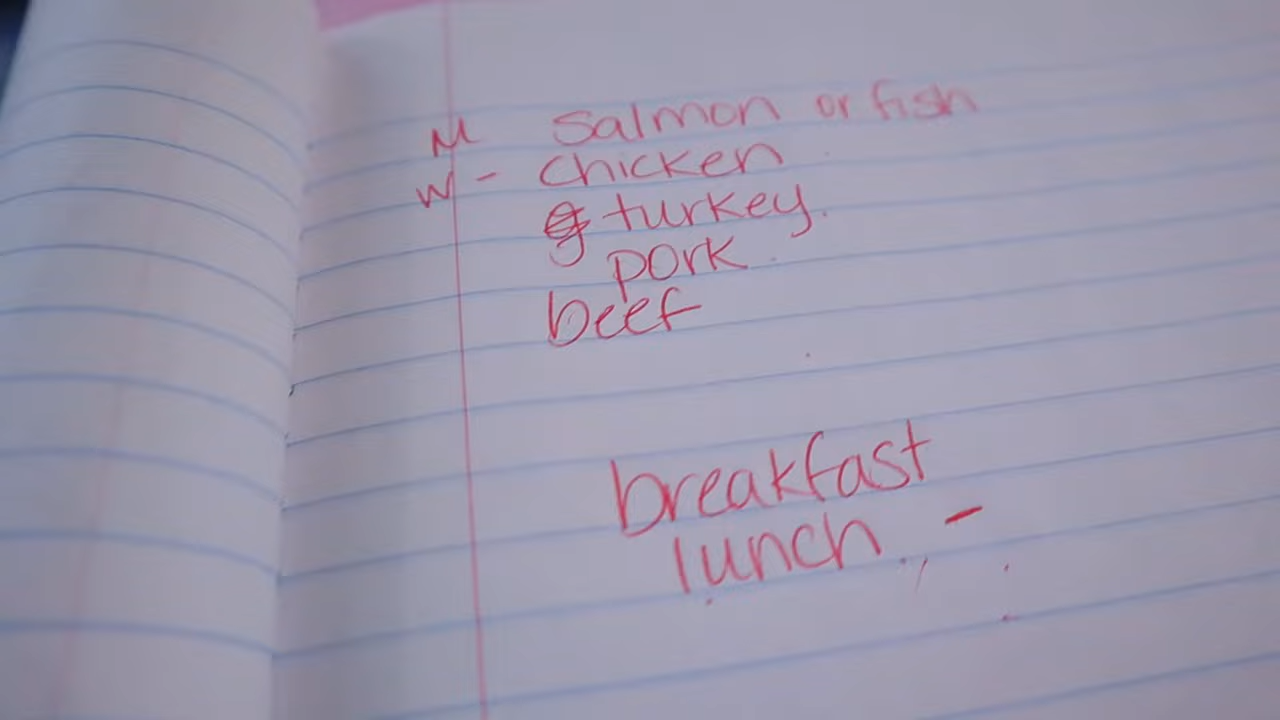 M salmon or fish
W - chicken
turkey.
pork.
beef
breakfast
lunch -